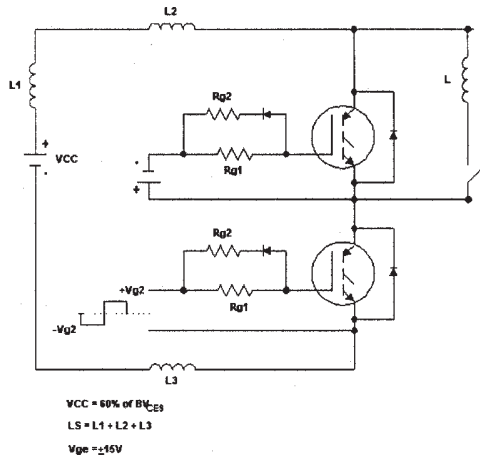 L2
L1
Rg2
L
+
VCC
-
-
+
Rg1
Rg2
+Vg2
Rg1
-Vg2
L3
VCC = 60% of BVCES
LS = L1 + L2 + L3
Vge = ±15V